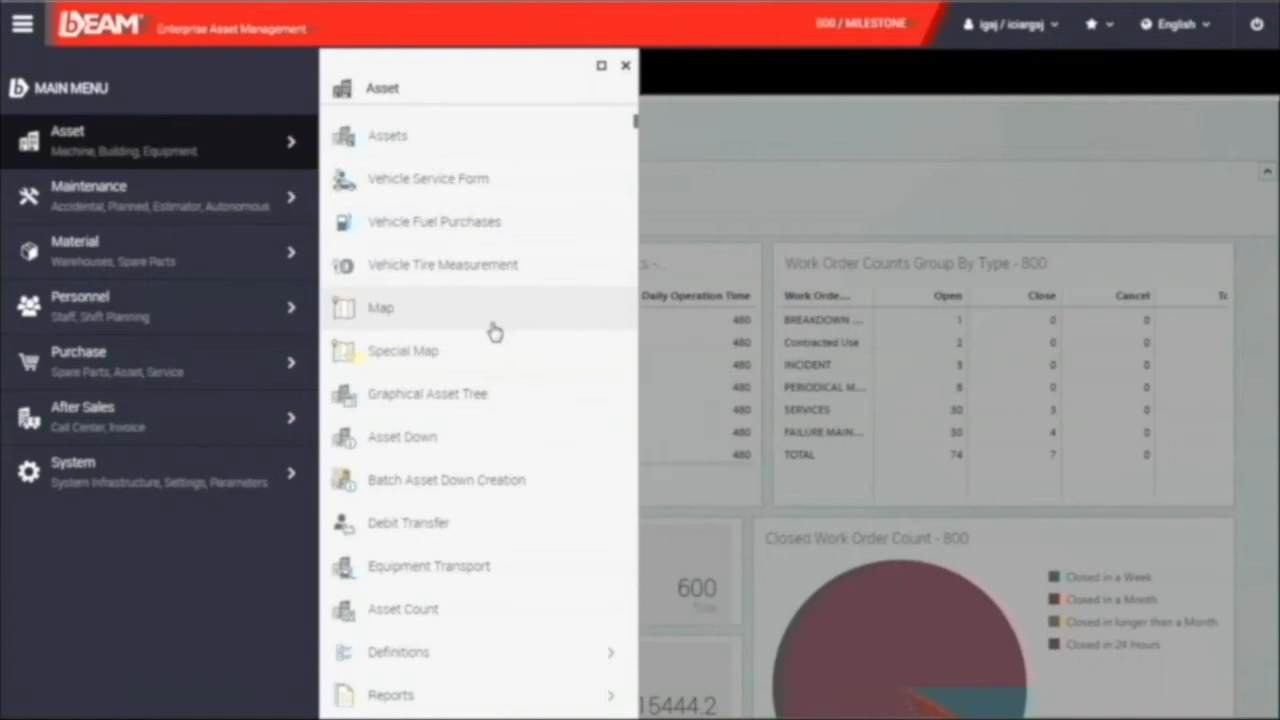 bEAM
Enterprise Asset Management
800 / MILESTONE
igsj / iciargsj
English
MAIN MENU
Asset
Machine, Building, Equipment
Maintenance
Accidental, Planned, Estimator, Autonomous
Material
Warehouses, Spare Parts
Personnel
Staff, Shift Planning
Purchase
Spare Parts, Asset, Service
After Sales
Call Center, Invoice
System
System Infrastructure, Settings, Parameters
Asset
Assets
Vehicle Service Form
Vehicle Fuel Purchases
Vehicle Tire Measurement
Map
Special Map
Graphical Asset Tree
Asset Down
Batch Asset Down Creation
Debit Transfer
Equipment Transport
Asset Count
Definitions
Reports
s -...
Daily Operation Time
480
480
480
480
480
480
480
Work Order Counts Group By Type - 800
Work Orde... Open Close Cancel To
BREAKDOWN ... 1 0 0
Contracted Use 2 0 0
INCIDENT 3 0 0
PERIODICAL M... 8 0 0
SERVICES 30 3 0
FAILURE MAIN... 30 4 0
TOTAL 74 7 0
600
15444.2
Closed Work Order Count - 800
Closed in a Week
Closed in a Month
Closed in longer than a Month
Closed in 24 Hours